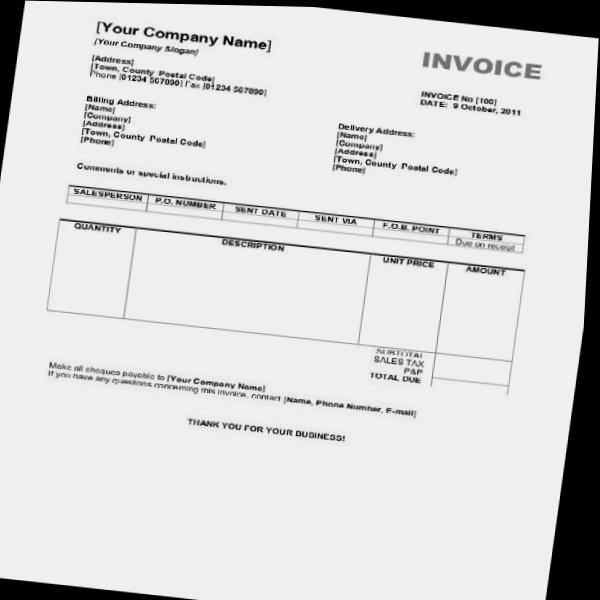 [Your Company Name]
[Your Company Slogan]
INVOICE
[Address]
[Town, County Postal Code]
Phone [01234 567890] Fax [01234 567890]
INVOICE No [100]
DATE: 9 October, 2011
Billing Address:
[Name]
[Company]
[Address]
[Town, County Postal Code]
[Phone]
Delivery Address:
[Name]
[Company]
[Address]
[Town, County Postal Code]
[Phone]
Comments or special instructions.
SALESPERSON P.O. NUMBER SENT DATE SENT VIA F.O.B. POINT TERMS
Due on receipt
QUANTITY DESCRIPTION UNIT PRICE AMOUNT
SUBTOTAL
SALES TAX
P&P
TOTAL DUE
Make all cheques payable to [Your Company Name]
If you have any questions concerning this invoice, contact [Name, Phone Number, E-mail]
THANK YOU FOR YOUR BUSINESS!